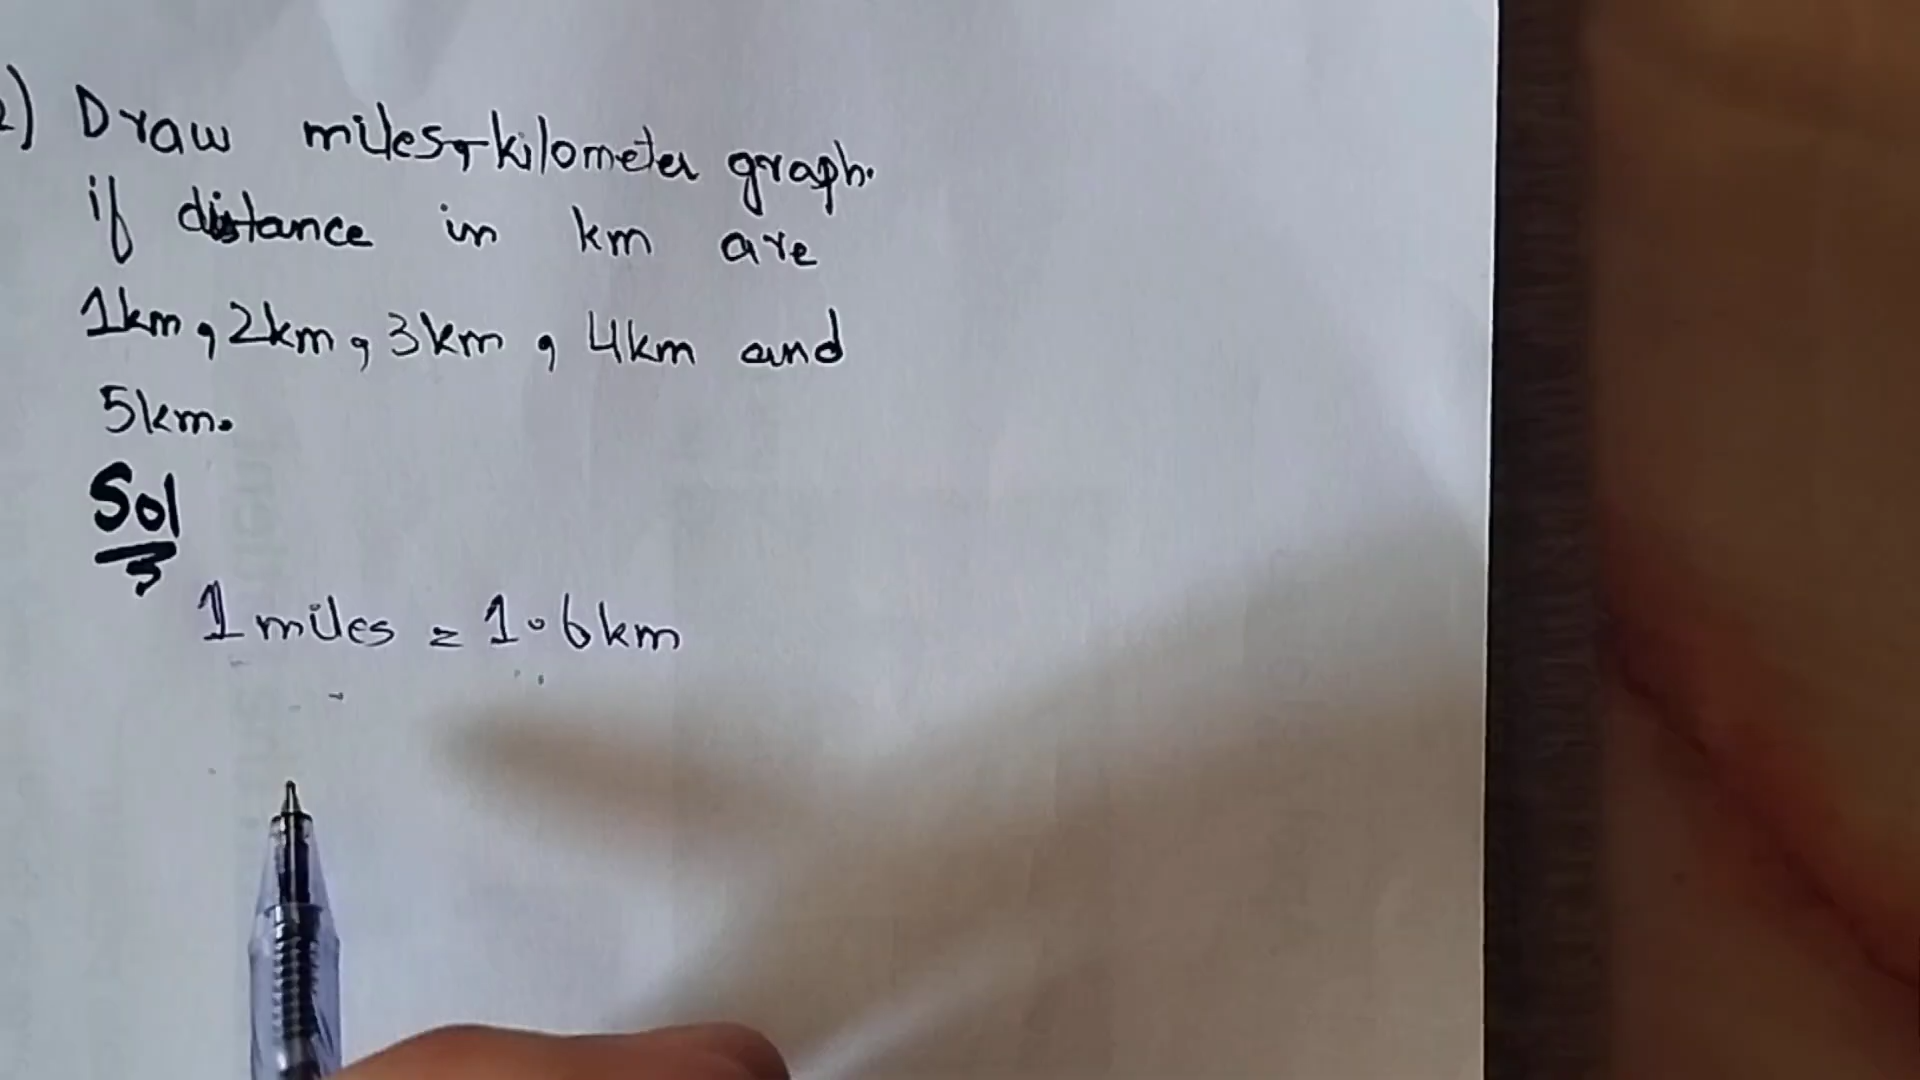 2) Draw miles-kilometer graph.
if distance in km are
1km, 2km, 3km, 4km and
5km.
Sol
1 miles = 1.6km